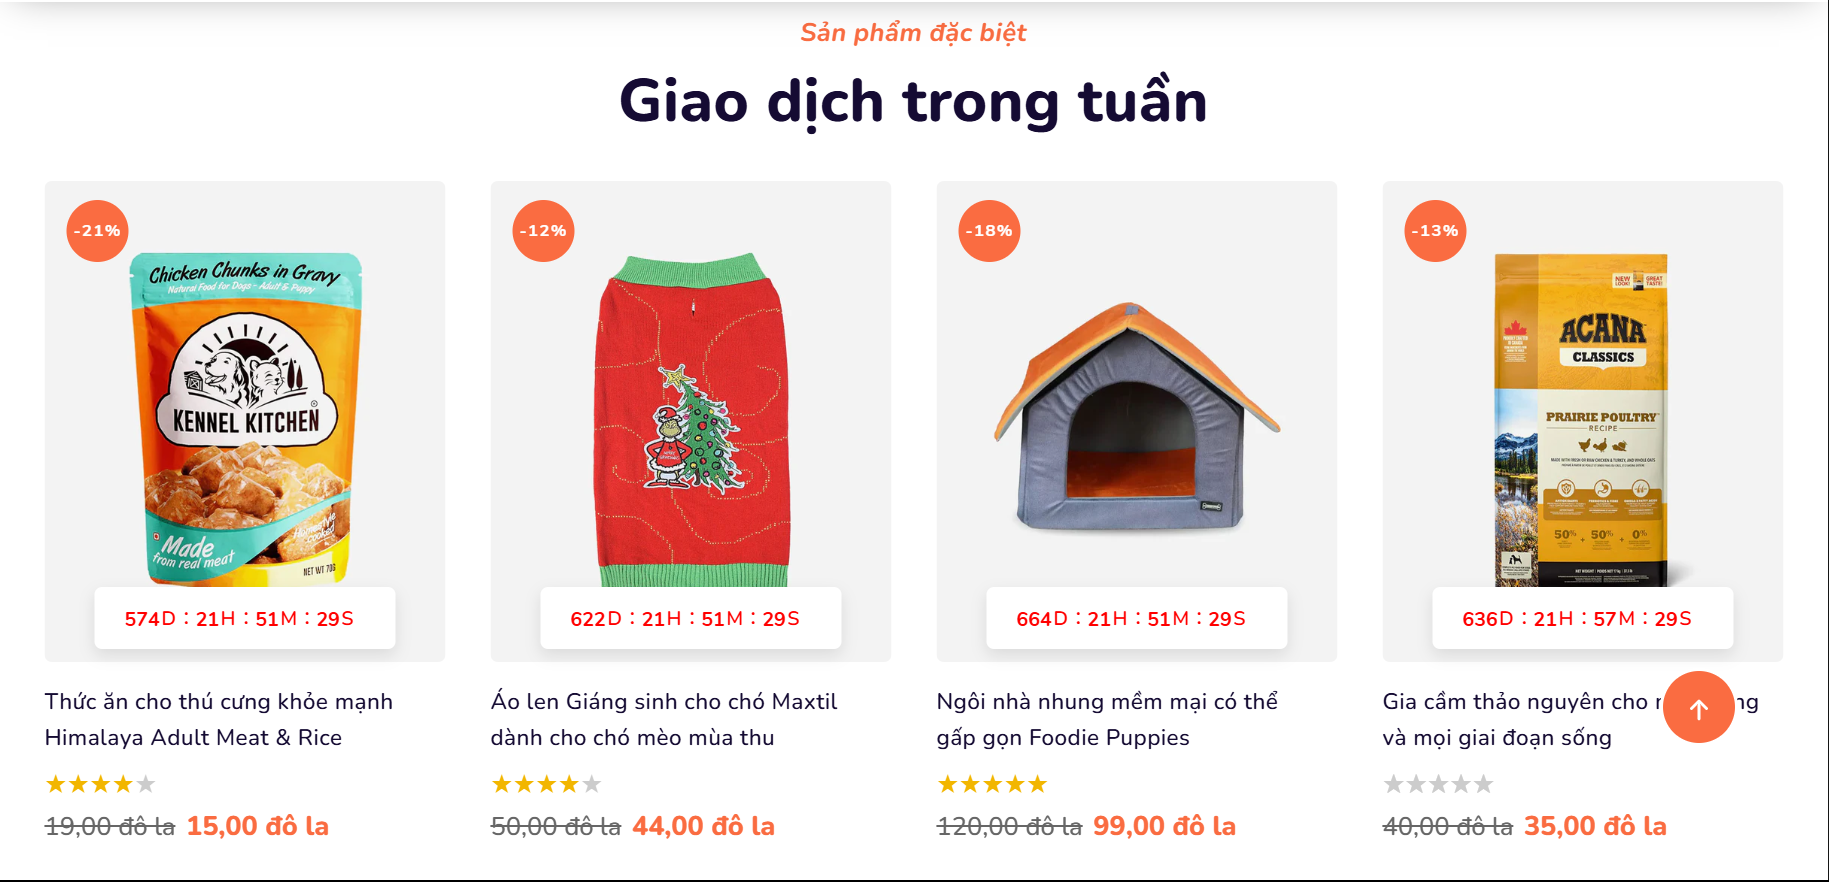 Sản phẩm đặc biệt
Giao dịch trong tuần
-21%
Chicken Chunks in Gravy
Natural Food for Dogs - Adult & Puppy
KENNEL KITCHEN
®
Made
from real meat
Homestyle
cooked
NET WT 70G
574D : 21H : 51M : 29S
Thức ăn cho thú cưng khỏe mạnh
Himalaya Adult Meat & Rice
19,00 đô la 15,00 đô la
-12%
622D : 21H : 51M : 29S
Áo len Giáng sinh cho chó Maxtil
dành cho chó mèo mùa thu
50,00 đô la 44,00 đô la
-18%
664D : 21H : 51M : 29S
Ngôi nhà nhung mềm mại có thể
gấp gọn Foodie Puppies
120,00 đô la 99,00 đô la
-13%
NEW LOOK!
GREAT TASTE!
ACANA
CLASSICS
PRAIRIE POULTRY
RECIPE
50% + 50% + 0%
636D : 21H : 57M : 29S
Gia cầm thảo nguyên cho
và mọi giai đoạn sống
40,00 đô la 35,00 đô la